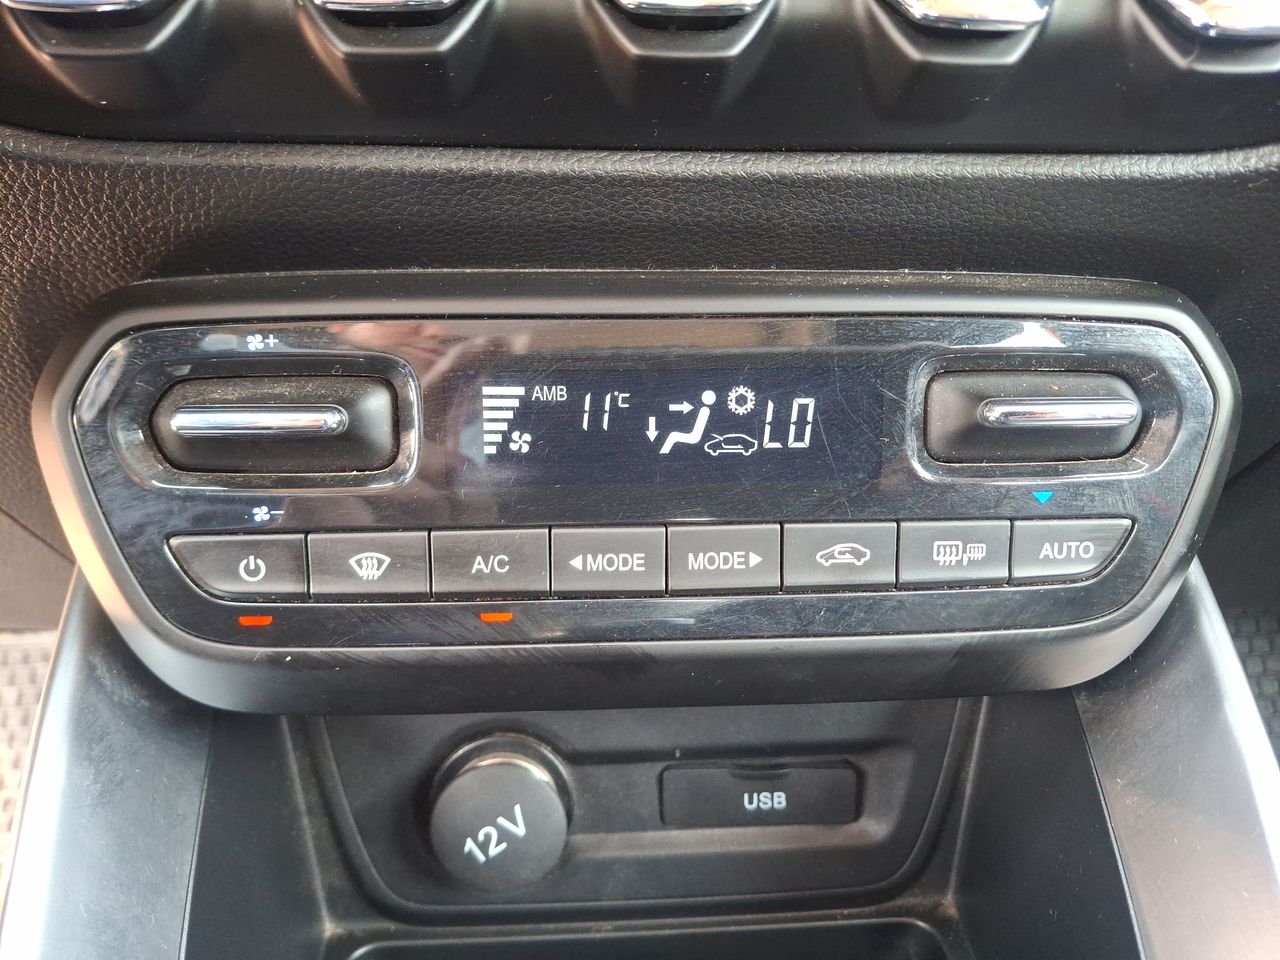 AMB 11°C LO
A/C ◀MODE MODE▶ AUTO
12V
USB